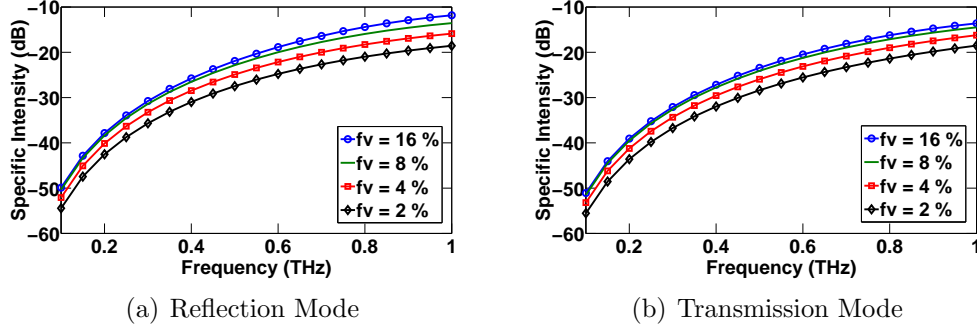 Specific Intensity (dB)
−10
−20
−30
−40
−50
−60
0.2
0.4
0.6
0.8
1
Frequency (THz)
fv = 16 %
fv = 8 %
fv = 4 %
fv = 2 %
(a) Reflection Mode
Specific Intensity (dB)
−10
−20
−30
−40
−50
−60
0.2
0.4
0.6
0.8
1
Frequency (THz)
fv = 16 %
fv = 8 %
fv = 4 %
fv = 2 %
(b) Transmission Mode